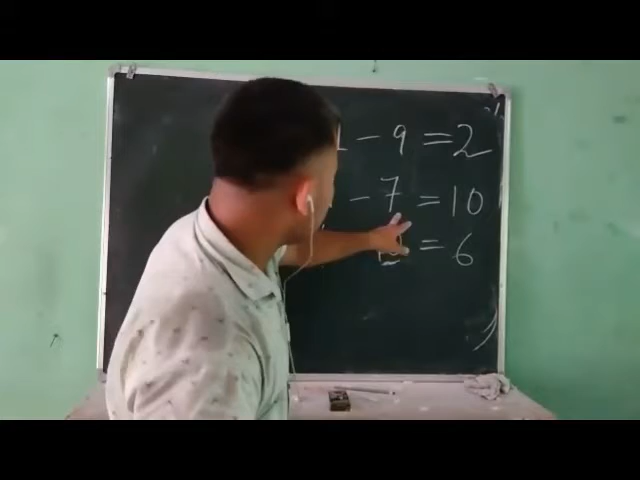 - 9 = 2
- 7 = 10
= 6